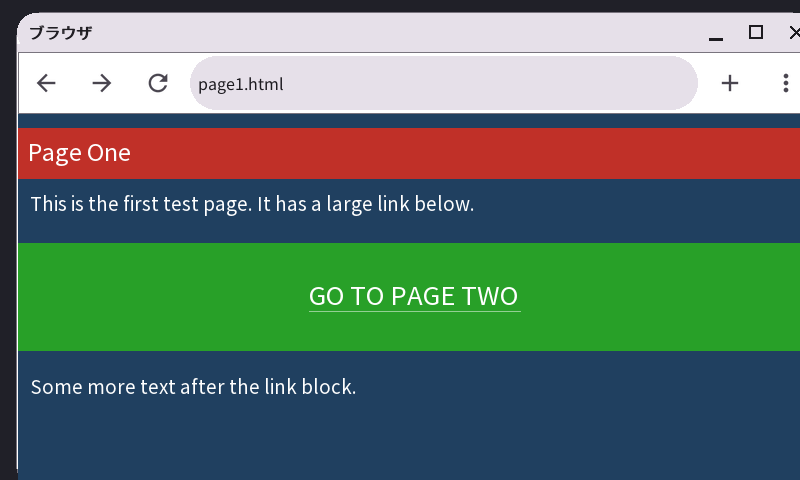 ブラウザ
page1.html
Page One
This is the first test page. It has a large link below.
GO TO PAGE TWO
Some more text after the link block.